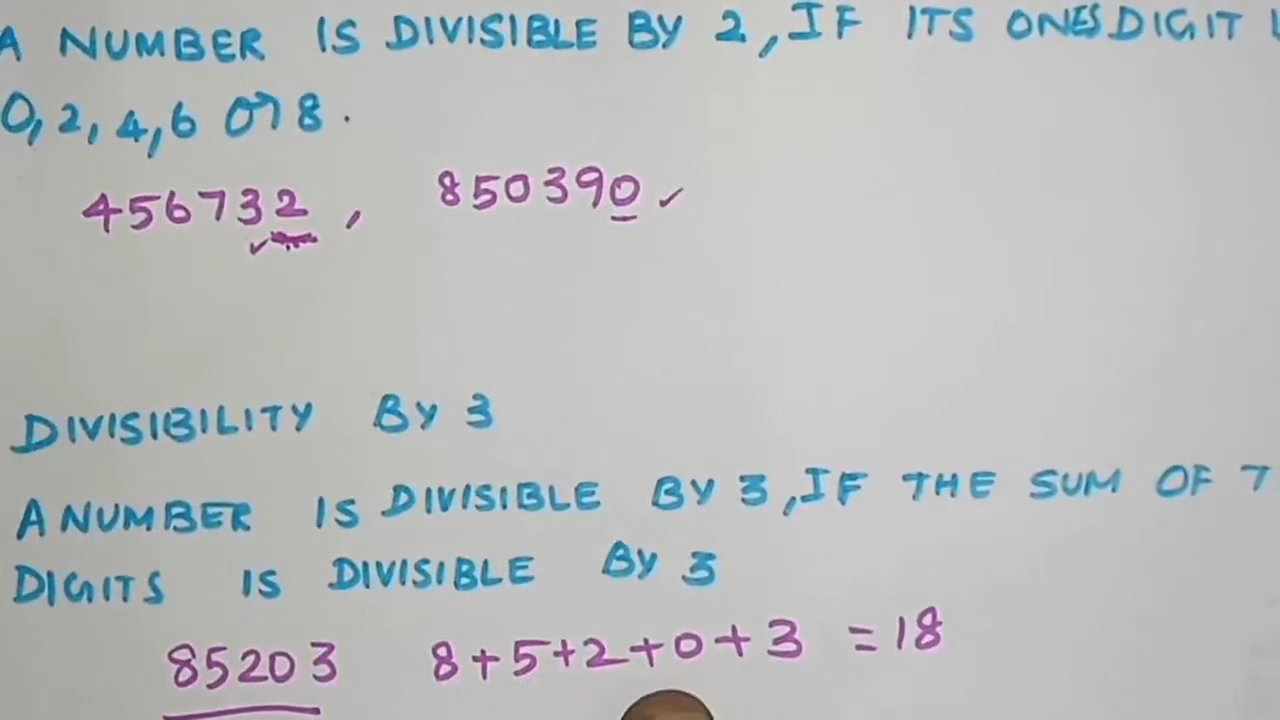 A NUMBER IS DIVISIBLE BY 2, IF ITS ONES DIGIT
0, 2, 4, 6 or 8.
456732, 850390 ✓
DIVISIBILITY BY 3
A NUMBER IS DIVISIBLE BY 3, IF THE SUM OF
DIGITS IS DIVISIBLE BY 3
85203 8+5+2+0+3 =18